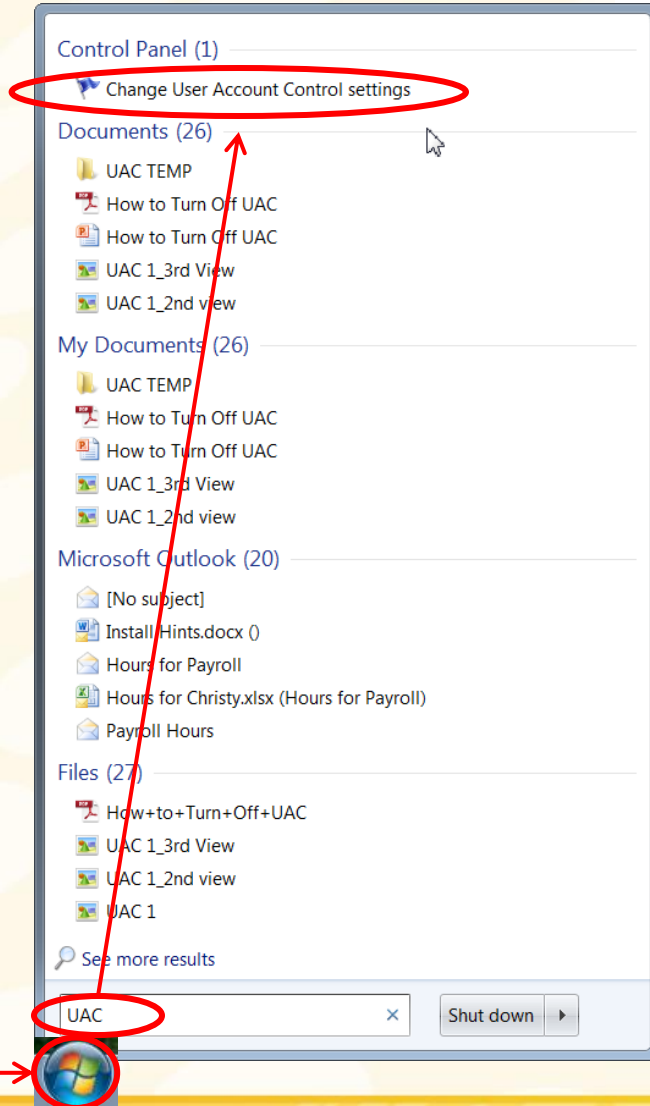 Control Panel (1)
Change User Account Control settings
Documents (26)
UAC TEMP
How to Turn Off UAC
How to Turn Off UAC
UAC 1_3rd View
UAC 1_2nd view
My Documents (26)
UAC TEMP
How to Turn Off UAC
How to Turn Off UAC
UAC 1_3rd View
UAC 1_2nd view
Microsoft Outlook (20)
[No subject]
Install Hints.docx ()
Hours for Payroll
Hours for Christy.xlsx (Hours for Payroll)
Payroll Hours
Files (27)
How+to+Turn+Off+UAC
UAC 1_3rd View
UAC 1_2nd view
UAC 1
See more results
UAC
Shut down